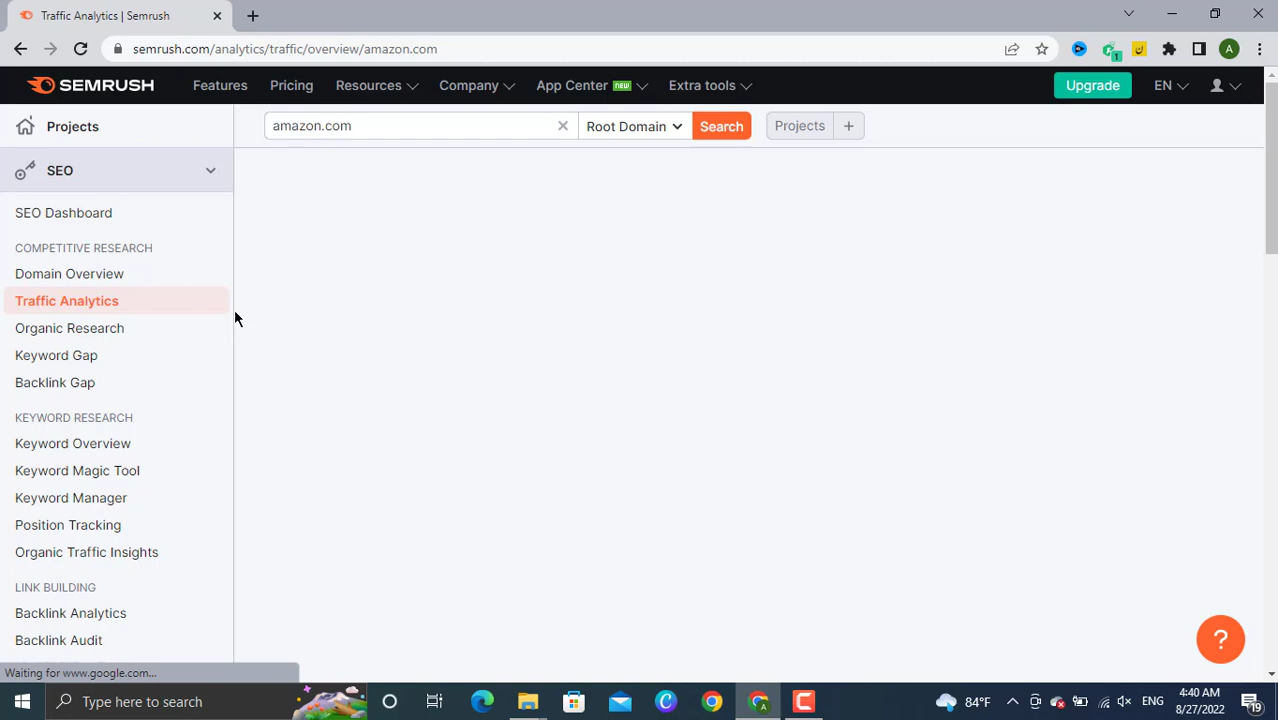 Traffic Analytics | Semrush
semrush.com/analytics/traffic/overview/amazon.com
1
A
SEMRUSH
Features
Pricing
Resources
Company
App Center NEW
Extra tools
Upgrade
EN
Projects
amazon.com
Root Domain
Search
Projects
+
SEO
SEO Dashboard
COMPETITIVE RESEARCH
Domain Overview
Traffic Analytics
Organic Research
Keyword Gap
Backlink Gap
KEYWORD RESEARCH
Keyword Overview
Keyword Magic Tool
Keyword Manager
Position Tracking
Organic Traffic Insights
LINK BUILDING
Backlink Analytics
Backlink Audit
?
Waiting for www.google.com...
Type here to search
84°F
ENG
4:40 AM
8/27/2022
19